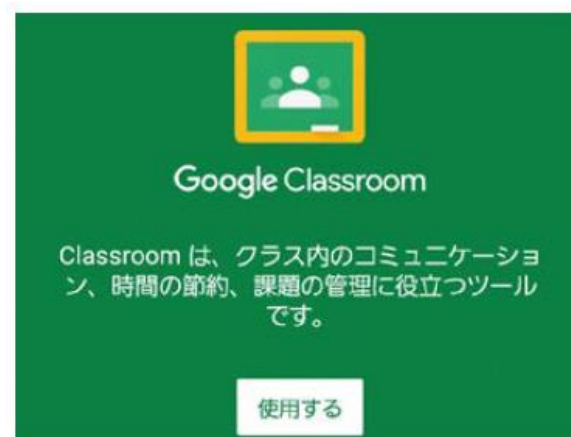 Google Classroom
Classroom は、クラス内のコミュニケーショ
ン、時間の節約、課題の管理に役立つツール
です。
使用する